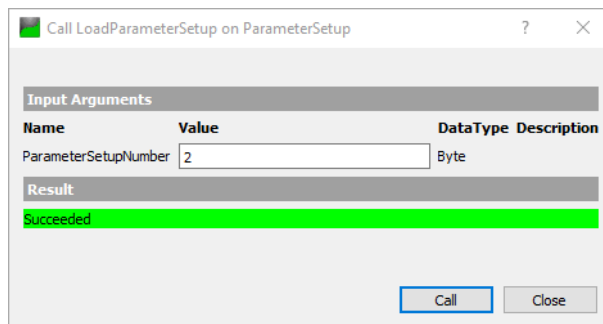 Call LoadParameterSetup on ParameterSetup ?
Input Arguments
Name Value DataType Description
ParameterSetupNumber 2 Byte
Result
Succeeded
Call Close